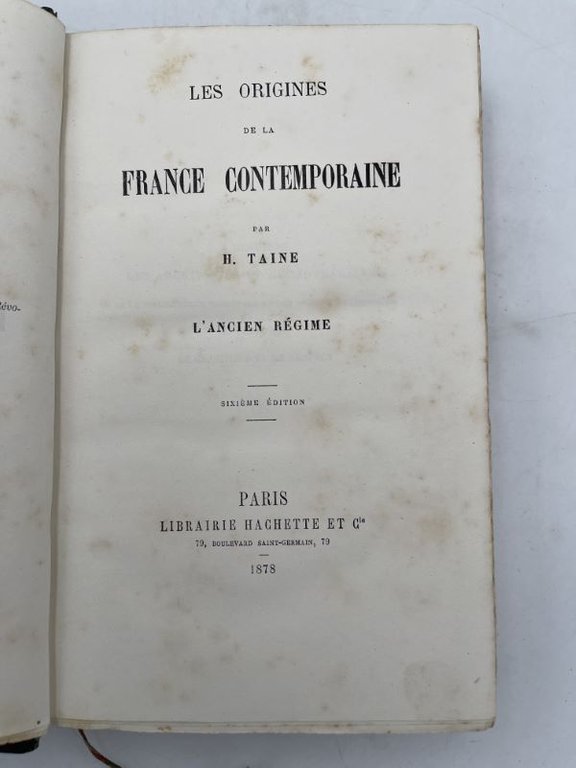 LES ORIGINES
DE LA
FRANCE CONTEMPORAINE
PAR
H. TAINE
L'ANCIEN RÉGIME
SIXIÈME ÉDITION
PARIS
LIBRAIRIE HACHETTE ET Cie
79, BOULEVARD SAINT-GERMAIN, 79
1878